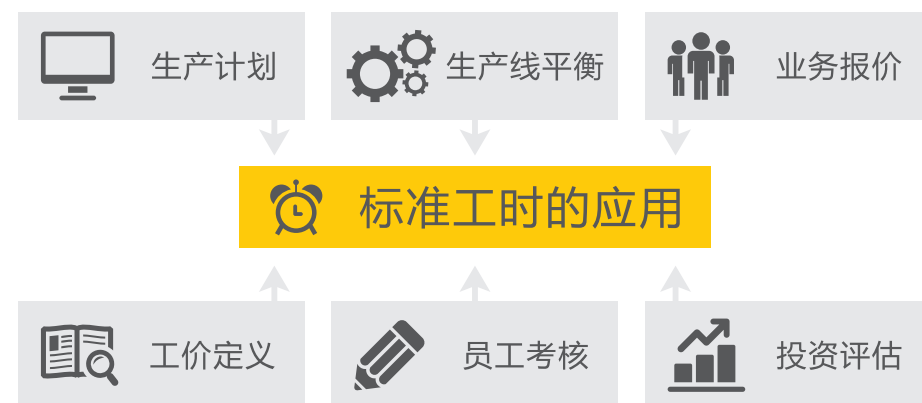 生产计划
生产线平衡
业务报价
标准工时的应用
工价定义
员工考核
投资评估